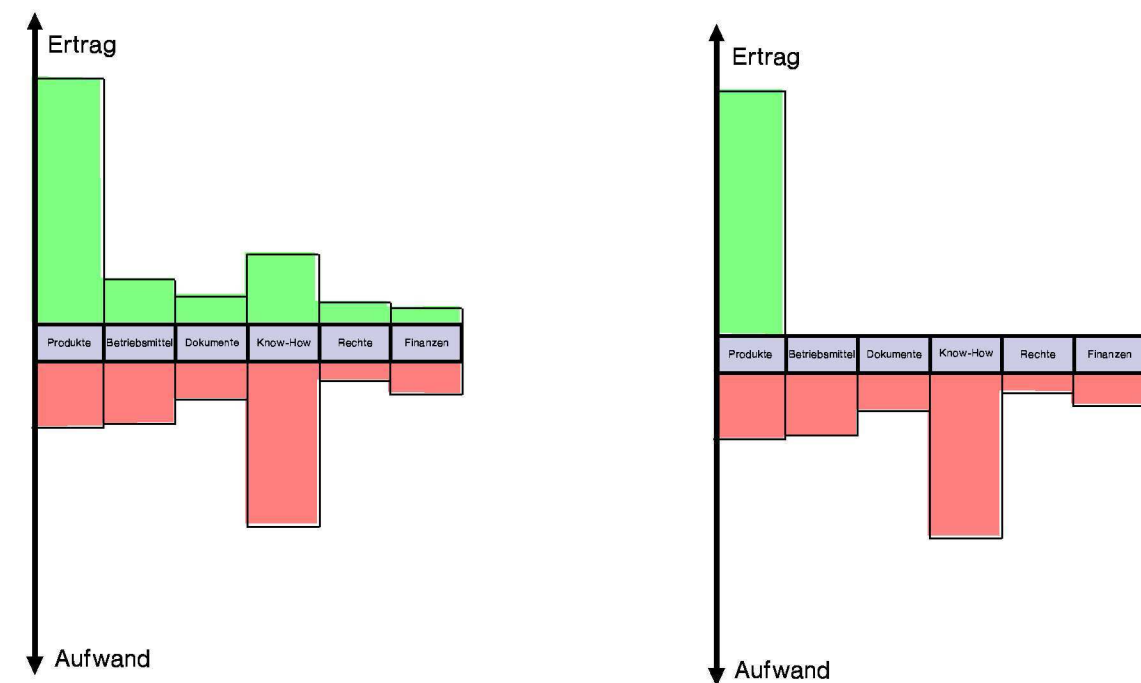 Ertrag
Produkte Betriebsmittel Dokumente Know-How Rechte Finanzen
Aufwand
Ertrag
Produkte Betriebsmittel Dokumente Know-How Rechte Finanzen
Aufwand